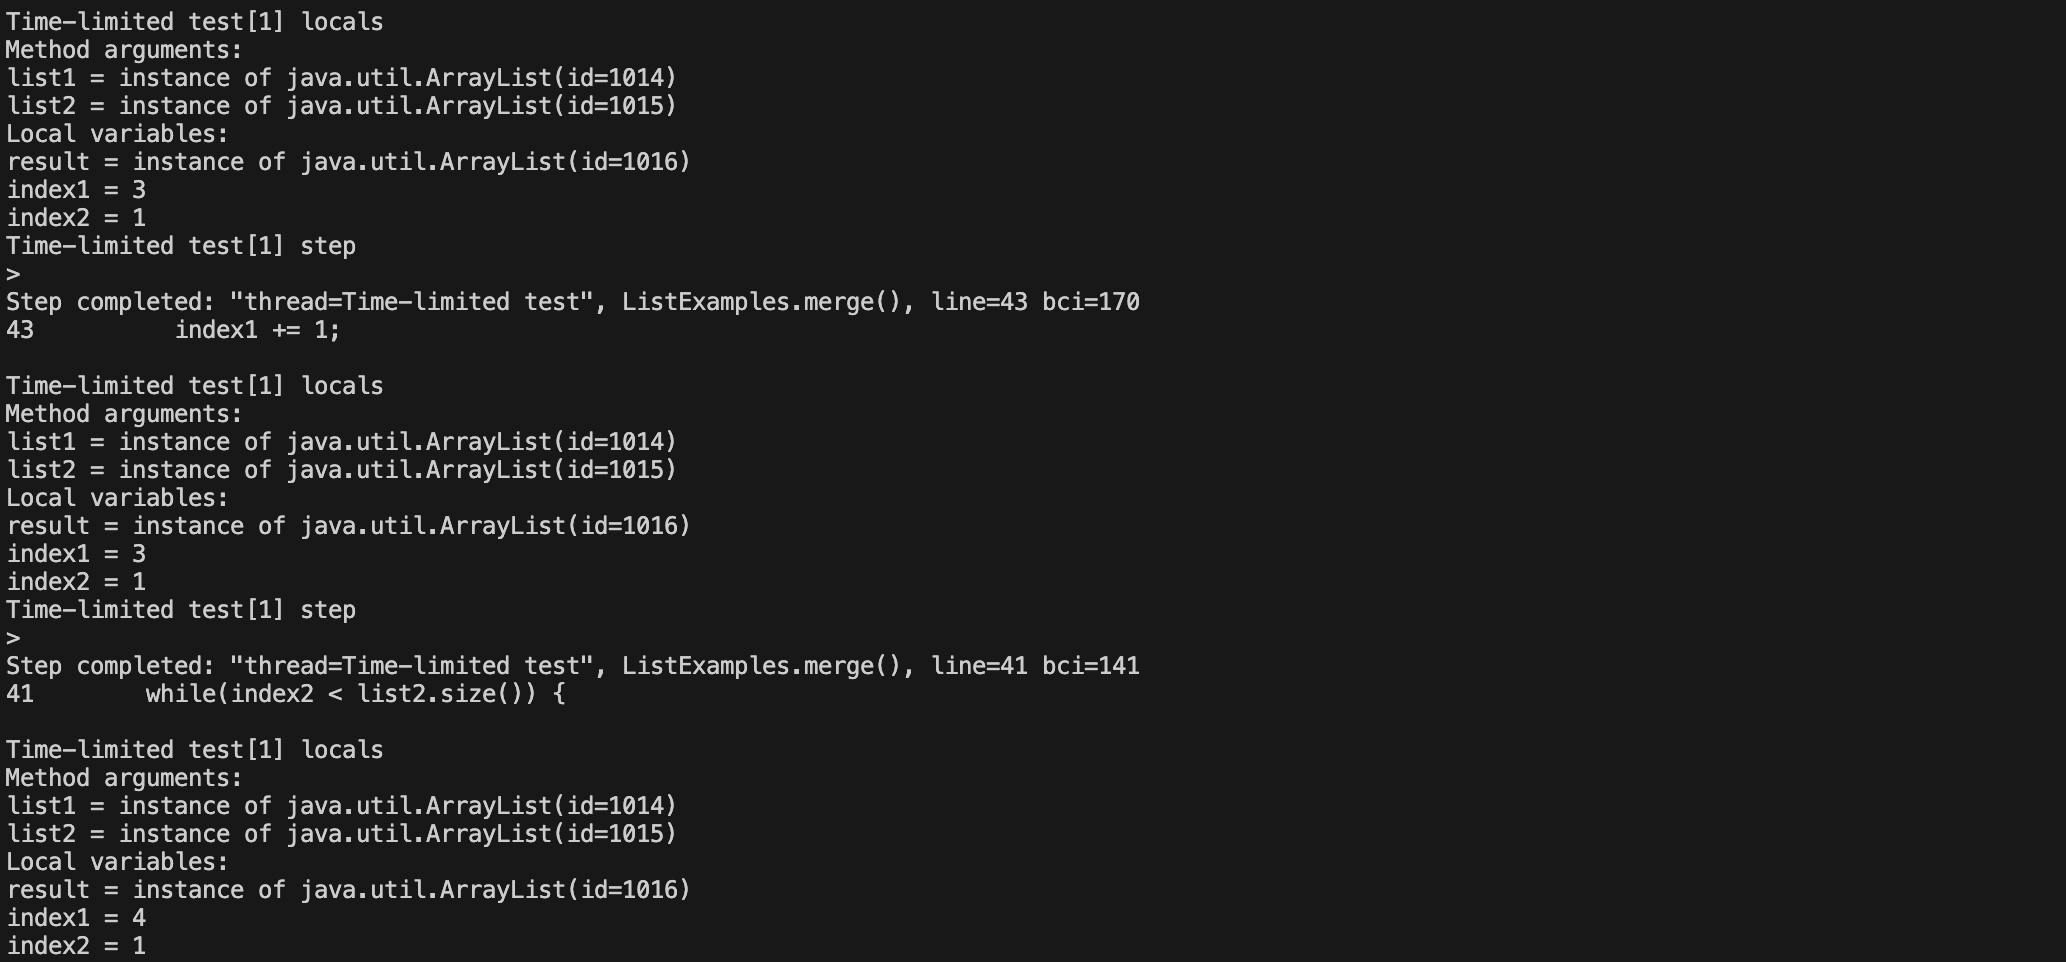 Time-limited test[1] locals
Method arguments:
list1 = instance of java.util.ArrayList(id=1014)
list2 = instance of java.util.ArrayList(id=1015)
Local variables:
result = instance of java.util.ArrayList(id=1016)
index1 = 3
index2 = 1
Time-limited test[1] step
>
Step completed: "thread=Time-limited test", ListExamples.merge(), line=43 bci=170
43          index1 += 1;
Time-limited test[1] locals
Method arguments:
list1 = instance of java.util.ArrayList(id=1014)
list2 = instance of java.util.ArrayList(id=1015)
Local variables:
result = instance of java.util.ArrayList(id=1016)
index1 = 3
index2 = 1
Time-limited test[1] step
>
Step completed: "thread=Time-limited test", ListExamples.merge(), line=41 bci=141
41        while(index2 < list2.size()) {
Time-limited test[1] locals
Method arguments:
list1 = instance of java.util.ArrayList(id=1014)
list2 = instance of java.util.ArrayList(id=1015)
Local variables:
result = instance of java.util.ArrayList(id=1016)
index1 = 4
index2 = 1